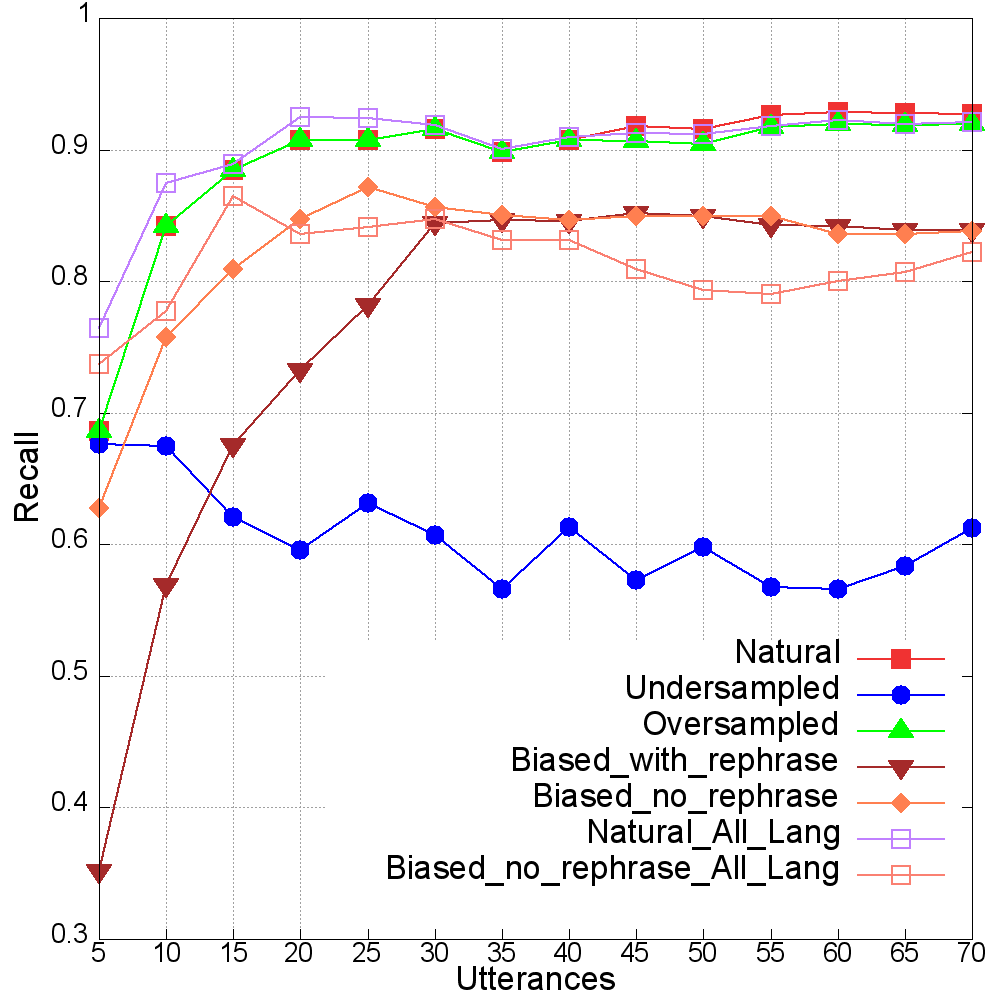 1
0.9
0.8
0.7
0.6
0.5
0.4
0.3
Recall
Natural
Undersampled
Oversampled
Biased_with_rephrase
Biased_no_rephrase
Natural_All_Lang
Biased_no_rephrase_All_Lang
5 10 15 20 25 30 35 40 45 50 55 60 65 70
Utterances